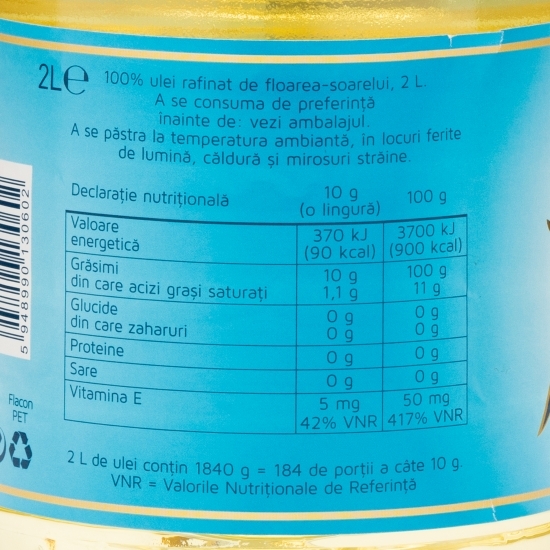 2L℮
100% ulei rafinat de floarea-soarelui, 2 L.
A se consuma de preferință
înainte de: vezi ambalajul.
A se păstra la temperatura ambiantă, în locuri ferite
de lumină, căldură și mirosuri străine.
Declarație nutrițională 10 g 100 g
(o lingură)
Valoare 370 kJ 3700 kJ
energetică (90 kcal) (900 kcal)
Grăsimi 10 g 100 g
din care acizi grași saturați 1,1 g 11 g
Glucide 0 g 0 g
din care zaharuri 0 g 0 g
Proteine 0 g 0 g
Sare 0 g 0 g
Vitamina E 5 mg 50 mg
42% VNR 417% VNR
2 L de ulei conțin 1840 g = 184 de porții a câte 10 g.
VNR = Valorile Nutriționale de Referință
5 948990 130602
Flacon
PET